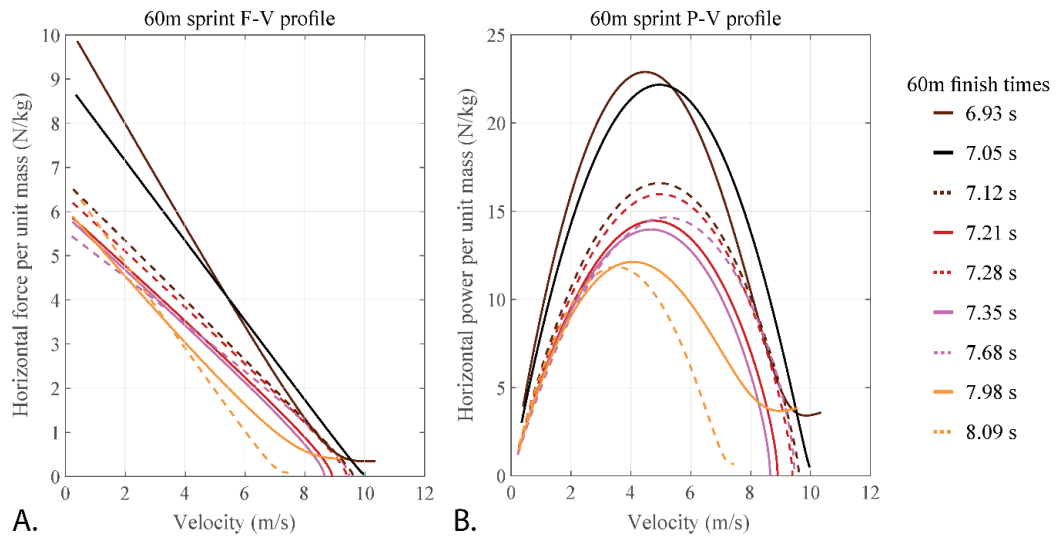 60m sprint F-V profile
Horizontal force per unit mass (N/kg)
10
9
8
7
6
5
4
3
2
1
0
0 2 4 6 8 10 12
Velocity (m/s)
A.
60m sprint P-V profile
Horizontal power per unit mass (N/kg)
25
20
15
10
5
0
0 2 4 6 8 10 12
Velocity (m/s)
B.
60m finish times
6.93 s
7.05 s
7.12 s
7.21 s
7.28 s
7.35 s
7.68 s
7.98 s
8.09 s